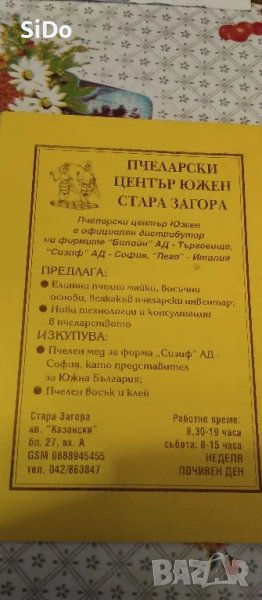 SiDo
ПЧЕЛАРСКИ
ЦЕНТЪР ЮЖЕН
СТАРА ЗАГОРА
Пчеларски център Южен
е официален дистрибутор
на фирмите "Билайн" АД - Търговище,
"Сизиф" АД - София, "Лега" - Италия
ПРЕДЛАГА:
Елитни пчелни майки, восъчни
основи, всякакъв пчеларски инвентар;
Нови технологии и консултации
в пчеларството
ИЗКУПУВА:
Пчелен мед за фирма „Сизиф" АД -
София, като представител
за Южна България;
Пчелен восък и клей
Стара Загора
кв. "Казански"
бл. 27, вх. А
GSM 0888945455
тел. 042/863847
Работно време:
8,30-19 часа
събота: 8-15 часа
НЕДЕЛЯ
ПОЧИВЕН ДЕН
BAZAR